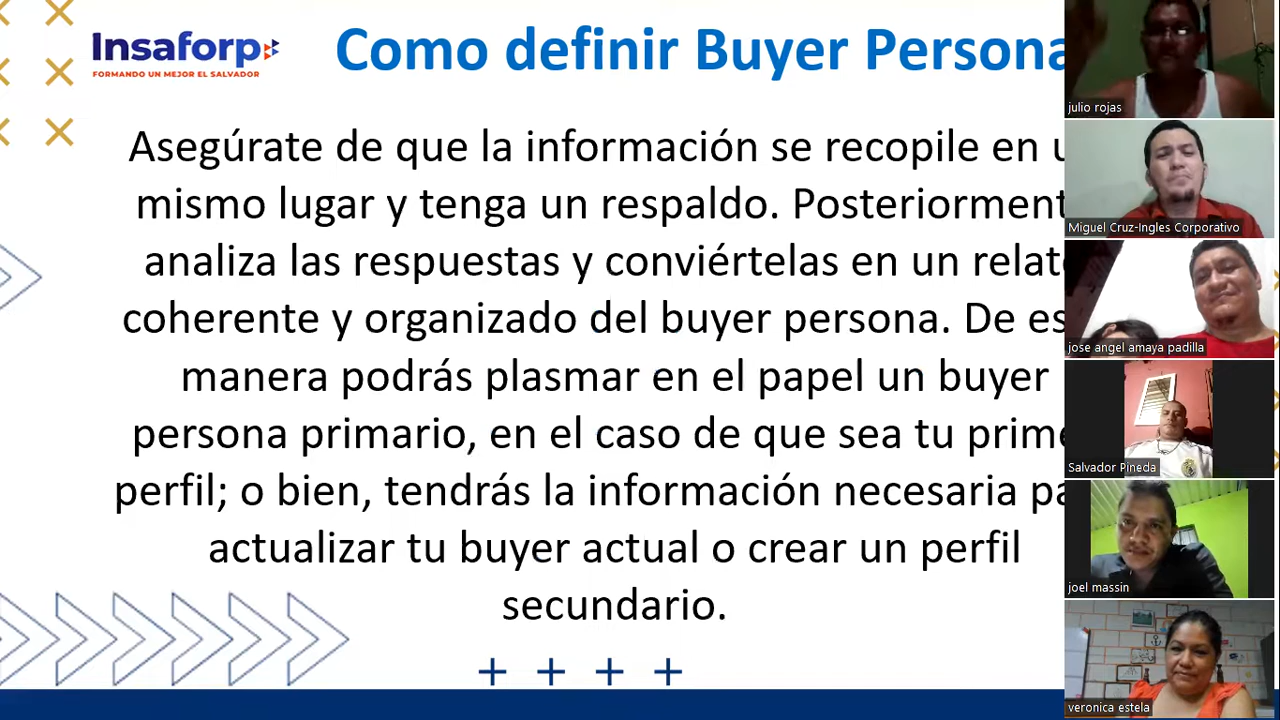 Insaforp
FORMANDO UN MEJOR EL SALVADOR
Como definir Buyer Persona
Asegúrate de que la información se recopile en u
mismo lugar y tenga un respaldo. Posteriorment
analiza las respuestas y conviértelas en un relat
coherente y organizado del buyer persona. De es
manera podrás plasmar en el papel un buyer
persona primario, en el caso de que sea tu prime
perfil; o bien, tendrás la información necesaria pa
actualizar tu buyer actual o crear un perfil
secundario.
julio rojas
Miguel Cruz-Ingles Corporativo
jose angel amaya padilla
Salvador Pineda
joel massin
veronica estela